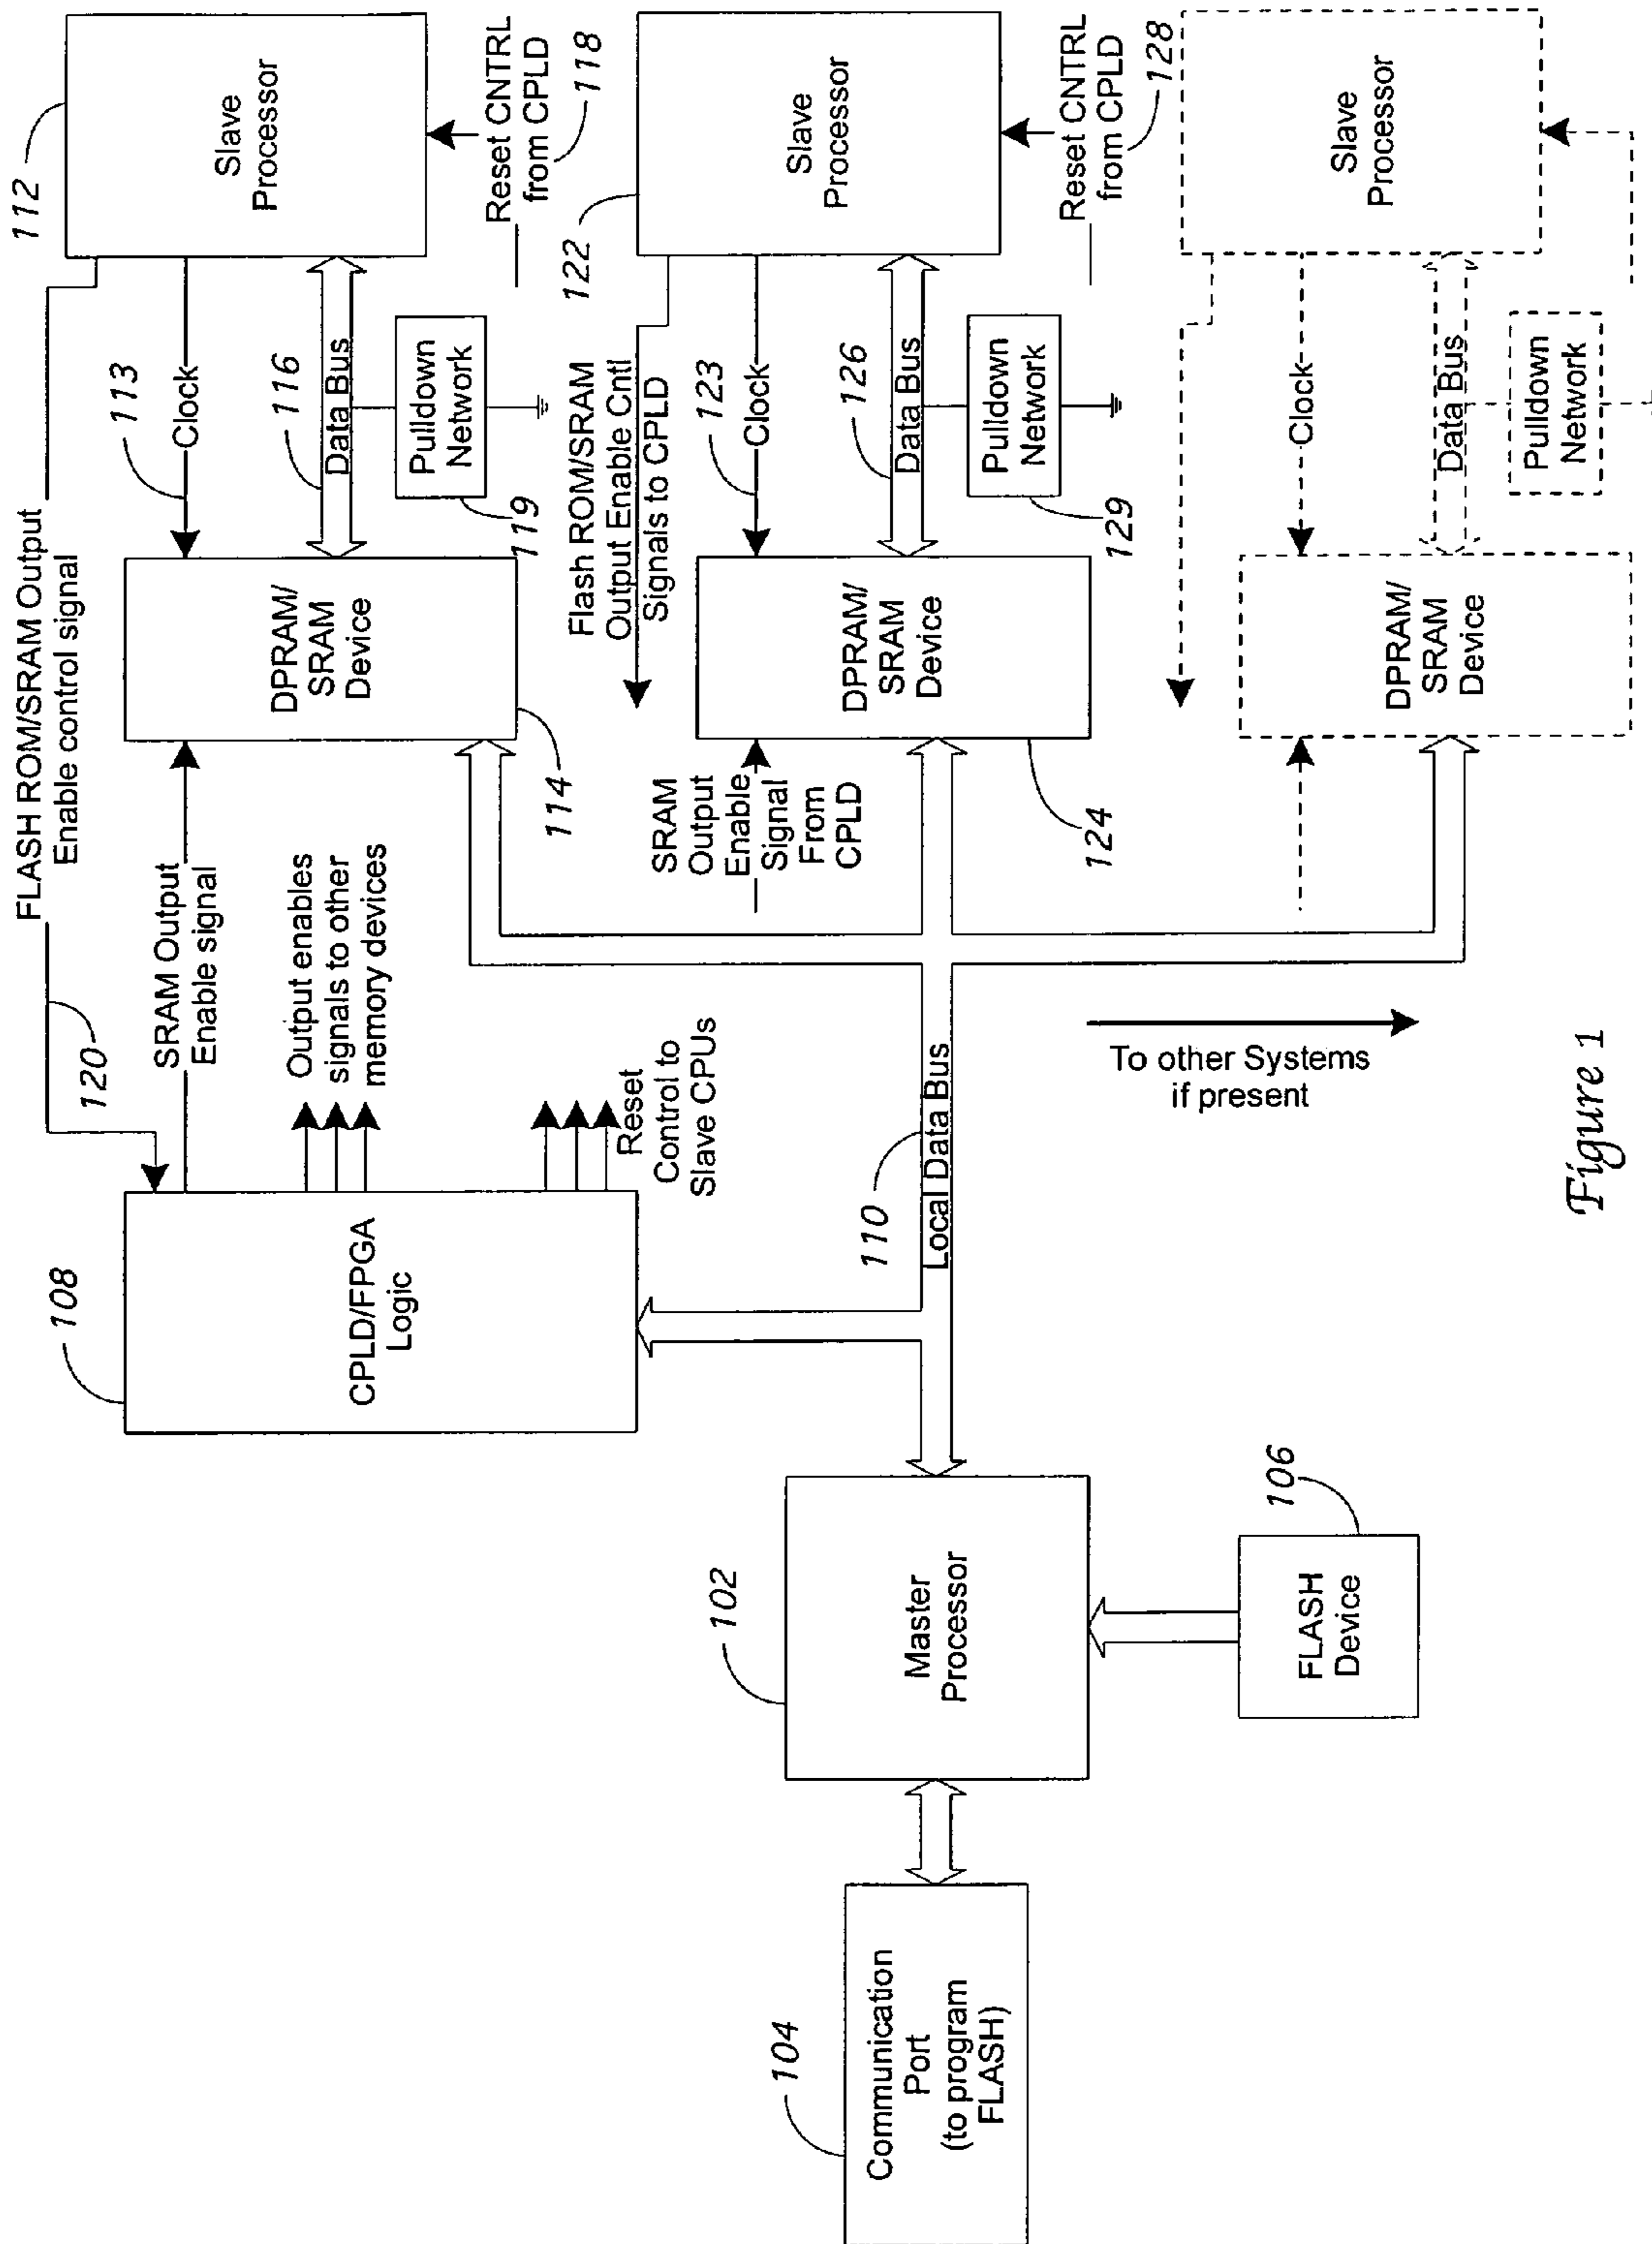 FLASH ROM/SRAM Output
Enable control signal
120
112
Slave
Processor
113
Clock
116
Data Bus
Pulldown
Network
119
Reset CNTRL
from CPLD
118
DPRAM/
SRAM
Device
114
SRAM Output
Enable signal
Output enables
signals to other
memory devices
Reset
Control to
Slave CPUs
108
CPLD/FPGA
Logic
Flash ROM/SRAM
Output Enable Cntl
Signals to CPLD
122
Slave
Processor
123
Clock
126
Data Bus
Pulldown
Network
129
Reset CNTRL
from CPLD
128
DPRAM/
SRAM
Device
124
SRAM
Output
Enable
Signal
From
CPLD
110
Local Data Bus
102
Master
Processor
104
Communication
Port
(to program
FLASH)
106
FLASH
Device
To other Systems
if present
Slave
Processor
Clock
Data Bus
Pulldown
Network
DPRAM/
SRAM
Device
Figure 1